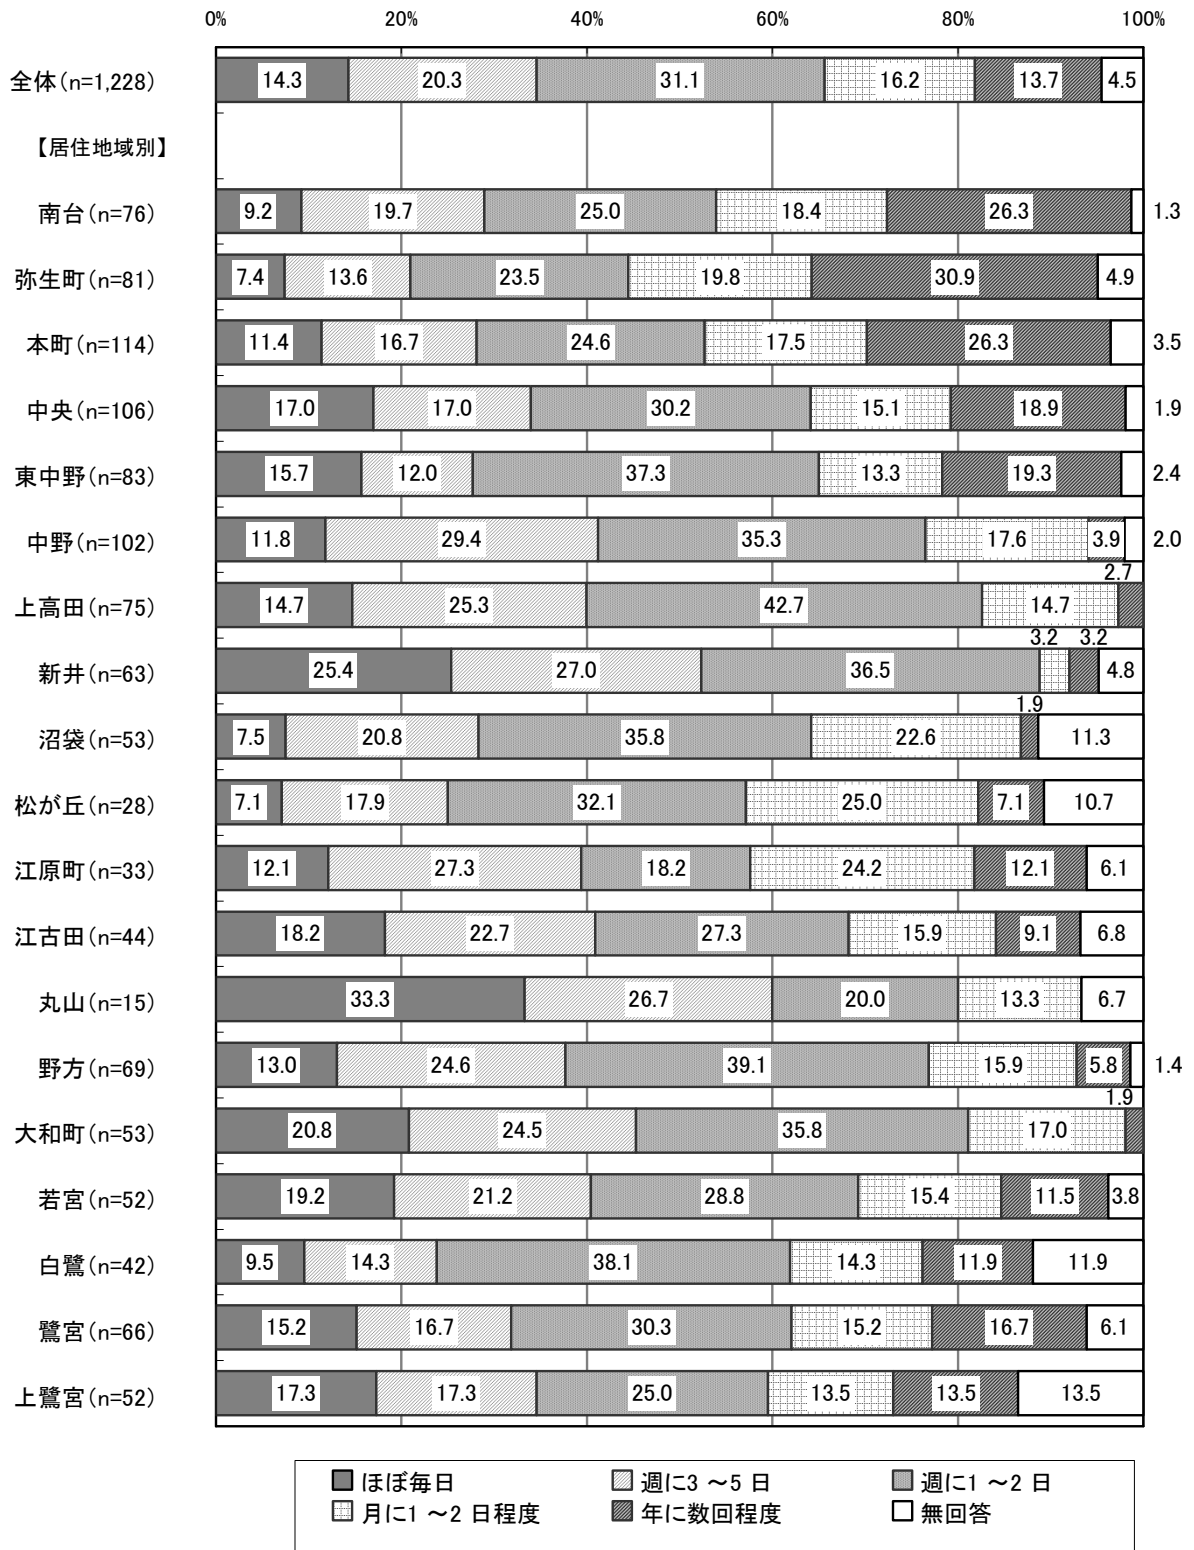 0% 20% 40% 60% 80% 100%
全体(n=1,228) 14.3 20.3 31.1 16.2 13.7 4.5
【居住地域別】
南台(n=76) 9.2 19.7 25.0 18.4 26.3 1.3
弥生町(n=81) 7.4 13.6 23.5 19.8 30.9 4.9
本町(n=114) 11.4 16.7 24.6 17.5 26.3 3.5
中央(n=106) 17.0 17.0 30.2 15.1 18.9 1.9
東中野(n=83) 15.7 12.0 37.3 13.3 19.3 2.4
中野(n=102) 11.8 29.4 35.3 17.6 3.9 2.0
2.7
上高田(n=75) 14.7 25.3 42.7 14.7
3.2 3.2
新井(n=63) 25.4 27.0 36.5 4.8
1.9
沼袋(n=53) 7.5 20.8 35.8 22.6 11.3
松が丘(n=28) 7.1 17.9 32.1 25.0 7.1 10.7
江原町(n=33) 12.1 27.3 18.2 24.2 12.1 6.1
江古田(n=44) 18.2 22.7 27.3 15.9 9.1 6.8
丸山(n=15) 33.3 26.7 20.0 13.3 6.7
野方(n=69) 13.0 24.6 39.1 15.9 5.8 1.4
1.9
大和町(n=53) 20.8 24.5 35.8 17.0
若宮(n=52) 19.2 21.2 28.8 15.4 11.5 3.8
白鷺(n=42) 9.5 14.3 38.1 14.3 11.9 11.9
鷺宮(n=66) 15.2 16.7 30.3 15.2 16.7 6.1
上鷺宮(n=52) 17.3 17.3 25.0 13.5 13.5 13.5
ほぼ毎日 週に3 ～5 日 週に1 ～2 日
月に1 ～2 日程度 年に数回程度 無回答